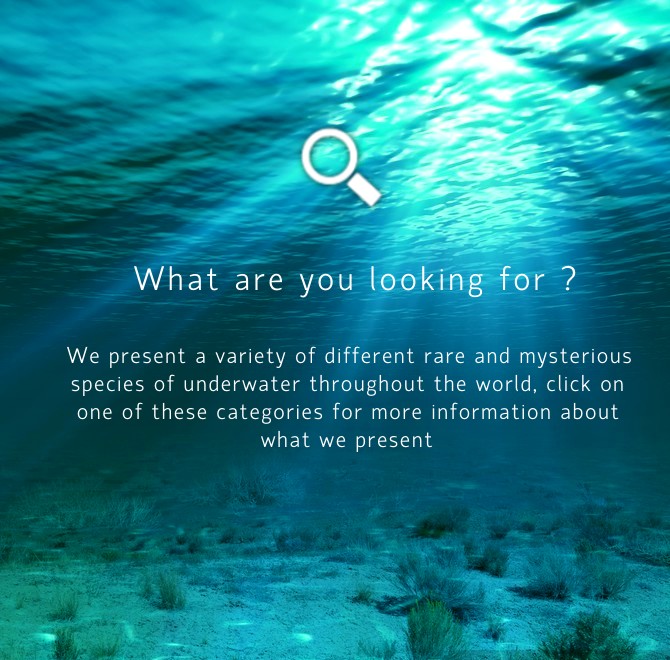 What are you looking for ?
We present a variety of different rare and mysterious
species of underwater throughout the world, click on
one of these categories for more information about
what we present